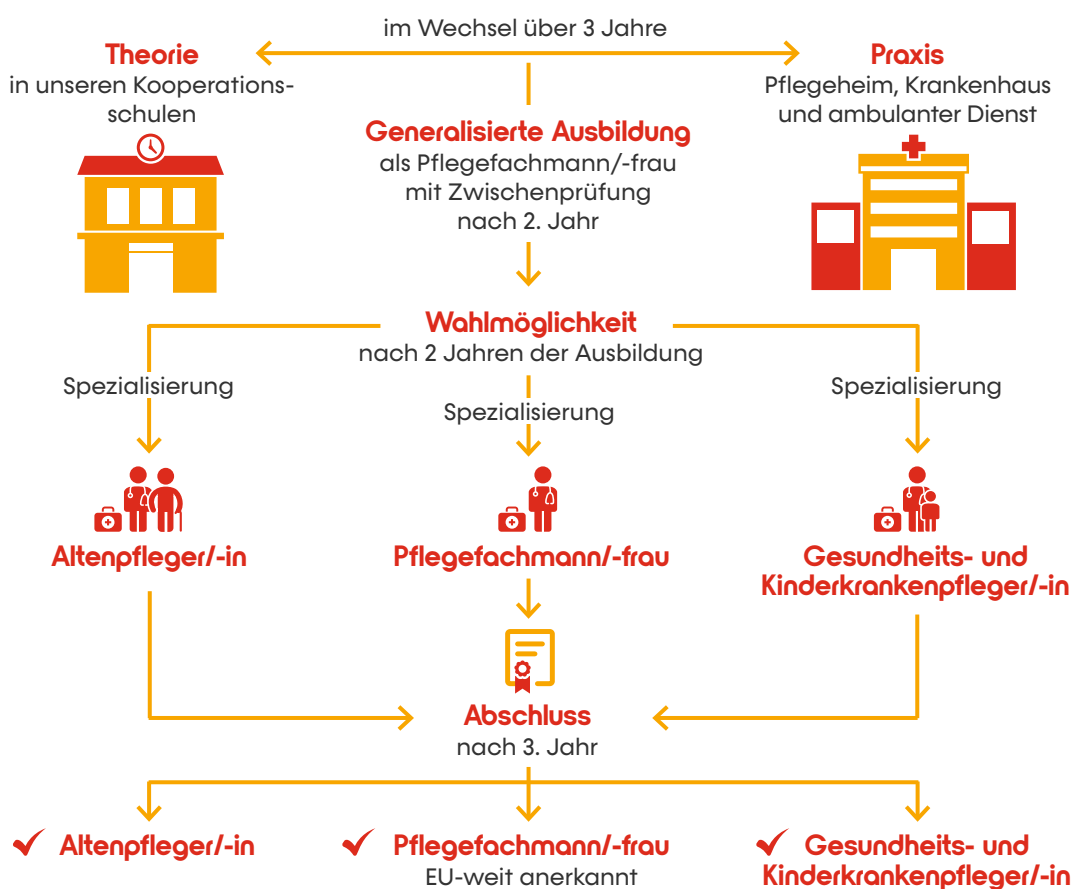 im Wechsel über 3 Jahre
Theorie
in unseren Kooperations-
schulen
Praxis
Pflegeheim, Krankenhaus
und ambulanter Dienst
Generalisierte Ausbildung
als Pflegefachmann/-frau
mit Zwischenprüfung
nach 2. Jahr
Wahlmöglichkeit
nach 2 Jahren der Ausbildung
Spezialisierung
Spezialisierung
Spezialisierung
Altenpfleger/-in
Pflegefachmann/-frau
Gesundheits- und
Kinderkrankenpfleger/-in
Abschluss
nach 3. Jahr
Altenpfleger/-in
Pflegefachmann/-frau
EU-weit anerkannt
Gesundheits- und
Kinderkrankenpfleger/-in